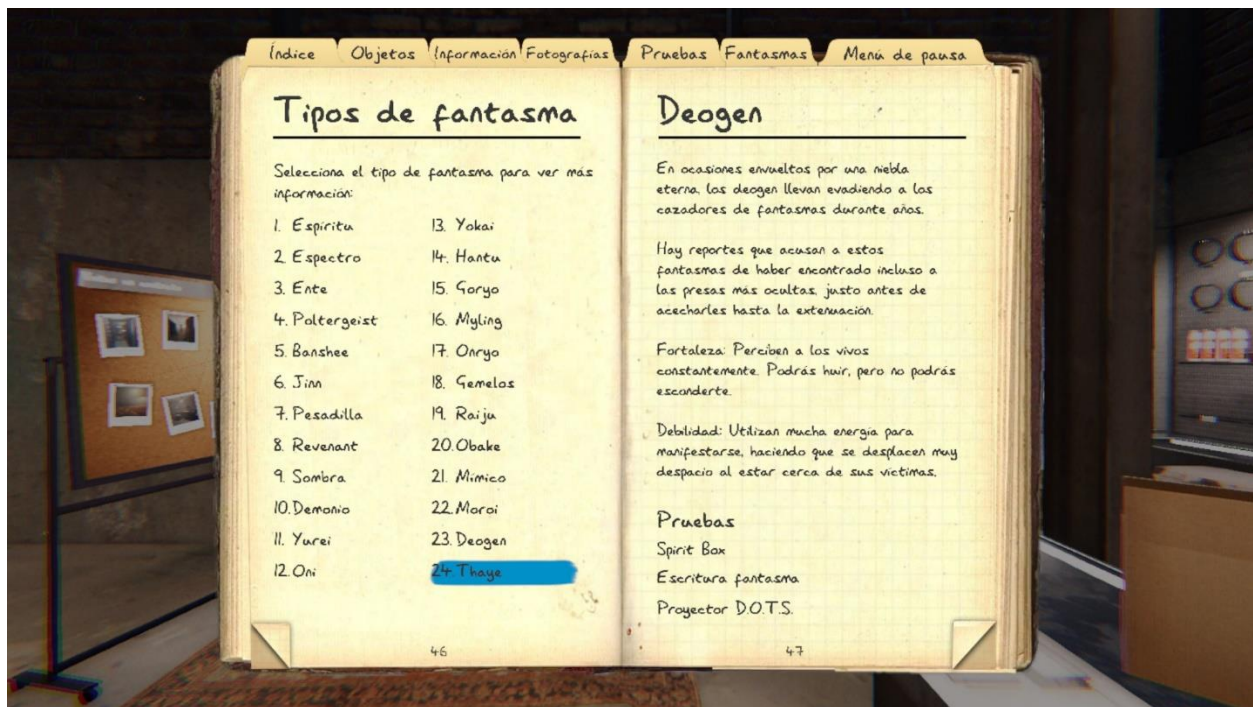 Índice
Objetos
Información
Fotografías
Pruebas
Fantasmas
Menú de pausa
Tipos de fantasma
Selecciona el tipo de fantasma para ver más
información:
1. Espíritu
2. Espectro
3. Ente
4. Poltergeist
5. Banshee
6. Jinn
7. Pesadilla
8. Revenant
9. Sombra
10. Demonio
11. Yurei
12. Oni
13. Yokai
14. Hantu
15. Goryo
16. Myling
17. Onryo
18. Gemelos
19. Raiju
20. Obake
21. Mímico
22. Moroi
23. Deogen
24. Thaye
46
Deogen
En ocasiones envueltos por una niebla
eterna, los deogen llevan evadiendo a los
cazadores de fantasmas durante años.
Hay reportes que acusan a estos
fantasmas de haber encontrado incluso a
las presas más ocultas, justo antes de
acecharles hasta la extenuación.
Fortaleza: Perciben a los vivos
constantemente. Podrás huir, pero no podrás
esconderte.
Debilidad: Utilizan mucha energía para
manifestarse, haciendo que se desplacen muy
despacio al estar cerca de sus víctimas.
Pruebas
Spirit Box
Escritura fantasma
Proyector D.O.T.S.
47